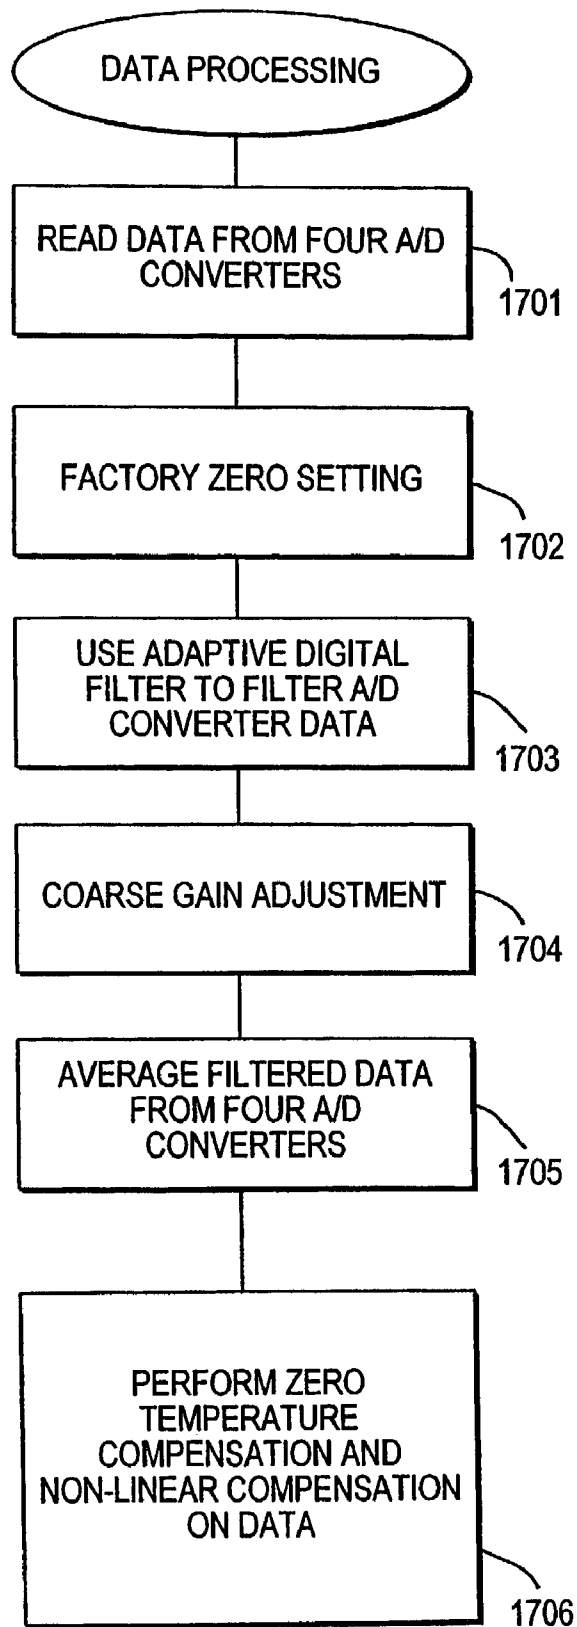 DATA PROCESSING
READ DATA FROM FOUR A/D
CONVERTERS
1701
FACTORY ZERO SETTING
1702
USE ADAPTIVE DIGITAL
FILTER TO FILTER A/D
CONVERTER DATA
1703
COARSE GAIN ADJUSTMENT
1704
AVERAGE FILTERED DATA
FROM FOUR A/D
CONVERTERS
1705
PERFORM ZERO
TEMPERATURE
COMPENSATION AND
NON-LINEAR COMPENSATION
ON DATA
1706